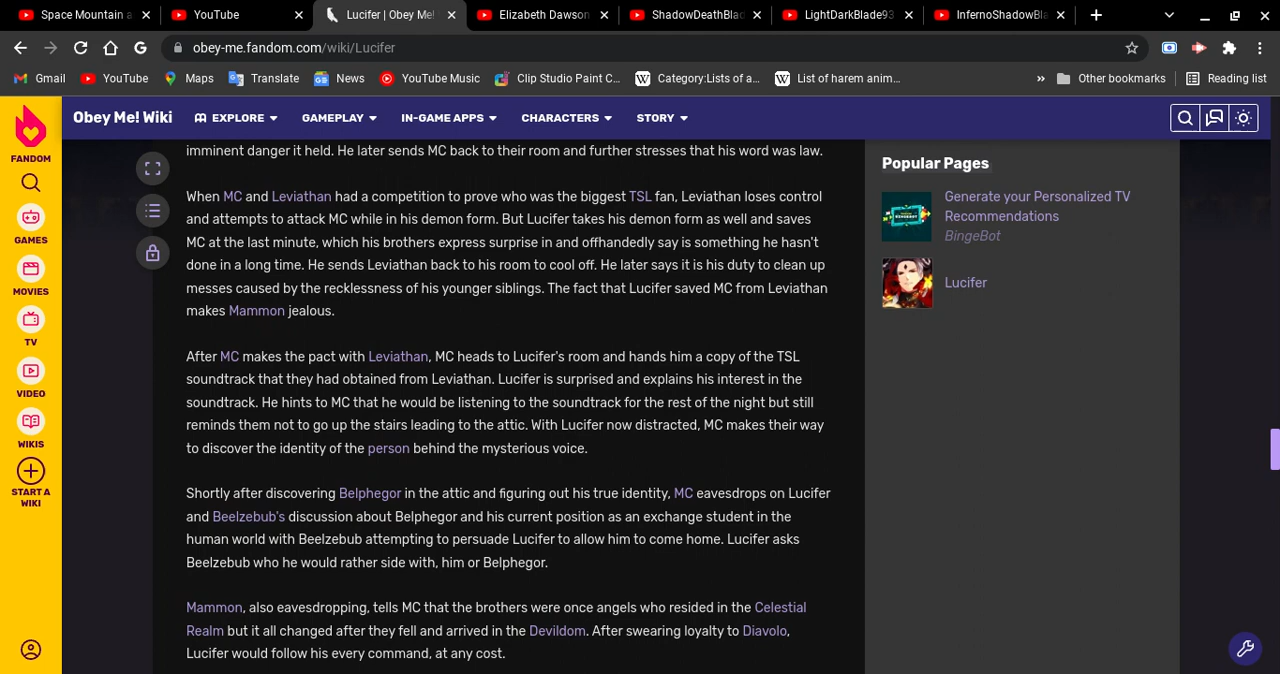 Space Mountain a
YouTube
Lucifer | Obey Me!
Elizabeth Dawson
ShadowDeathBlad
LightDarkBlade93
InfernoShadowBla
obey-me.fandom.com/wiki/Lucifer
Gmail
YouTube
Maps
Translate
News
YouTube Music
Clip Studio Paint C...
Category:Lists of a...
List of harem anim...
»
Other bookmarks
Reading list
Obey Me! Wiki
EXPLORE
GAMEPLAY
IN-GAME APPS
CHARACTERS
STORY
FANDOM
GAMES
MOVIES
TV
VIDEO
WIKIS
START A
WIKI
imminent danger it held. He later sends MC back to their room and further stresses that his word was law.
When MC and Leviathan had a competition to prove who was the biggest TSL fan, Leviathan loses control
and attempts to attack MC while in his demon form. But Lucifer takes his demon form as well and saves
MC at the last minute, which his brothers express surprise in and offhandedly say is something he hasn't
done in a long time. He sends Leviathan back to his room to cool off. He later says it is his duty to clean up
messes caused by the recklessness of his younger siblings. The fact that Lucifer saved MC from Leviathan
makes Mammon jealous.
After MC makes the pact with Leviathan, MC heads to Lucifer's room and hands him a copy of the TSL
soundtrack that they had obtained from Leviathan. Lucifer is surprised and explains his interest in the
soundtrack. He hints to MC that he would be listening to the soundtrack for the rest of the night but still
reminds them not to go up the stairs leading to the attic. With Lucifer now distracted, MC makes their way
to discover the identity of the person behind the mysterious voice.
Shortly after discovering Belphegor in the attic and figuring out his true identity, MC eavesdrops on Lucifer
and Beelzebub's discussion about Belphegor and his current position as an exchange student in the
human world with Beelzebub attempting to persuade Lucifer to allow him to come home. Lucifer asks
Beelzebub who he would rather side with, him or Belphegor.
Mammon, also eavesdropping, tells MC that the brothers were once angels who resided in the Celestial
Realm but it all changed after they fell and arrived in the Devildom. After swearing loyalty to Diavolo,
Lucifer would follow his every command, at any cost.
Popular Pages
Generate your Personalized TV
Recommendations
BingeBot
Lucifer